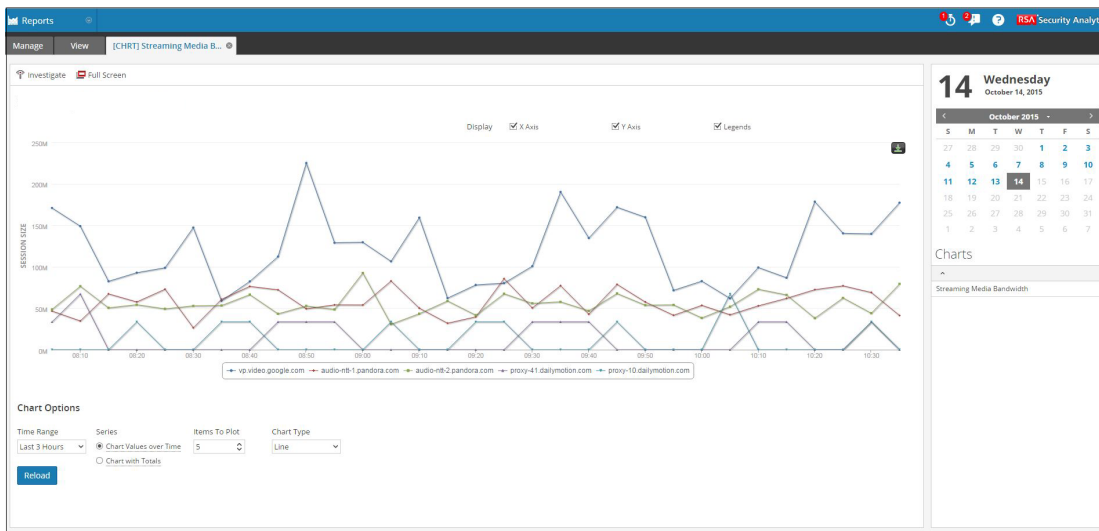 Reports
1 2 ? RSA Security Analyt
Manage View [CHRT] Streaming Media B...
Investigate Full Screen
Display X Axis Y Axis Legends
250M
200M
150M
100M
50M
0M
SESSION SIZE
08:10 08:20 08:30 08:40 08:50 09:00 09:10 09:20 09:30 09:40 09:50 10:00 10:10 10:20 10:30
vp.video.google.com audio-ntt-1.pandora.com audio-ntt-2.pandora.com proxy-41.dailymotion.com proxy-10.dailymotion.com
Chart Options
Time Range Series Items To Plot Chart Type
Last 3 Hours Chart Values over Time 5 Line
Chart with Totals
Reload
14 Wednesday
October 14, 2015
October 2015
S M T W T F S
27 28 29 30 1 2 3
4 5 6 7 8 9 10
11 12 13 14 15 16 17
18 19 20 21 22 23 24
25 26 27 28 29 30 31
1 2 3 4 5 6 7
Charts
Streaming Media Bandwidth